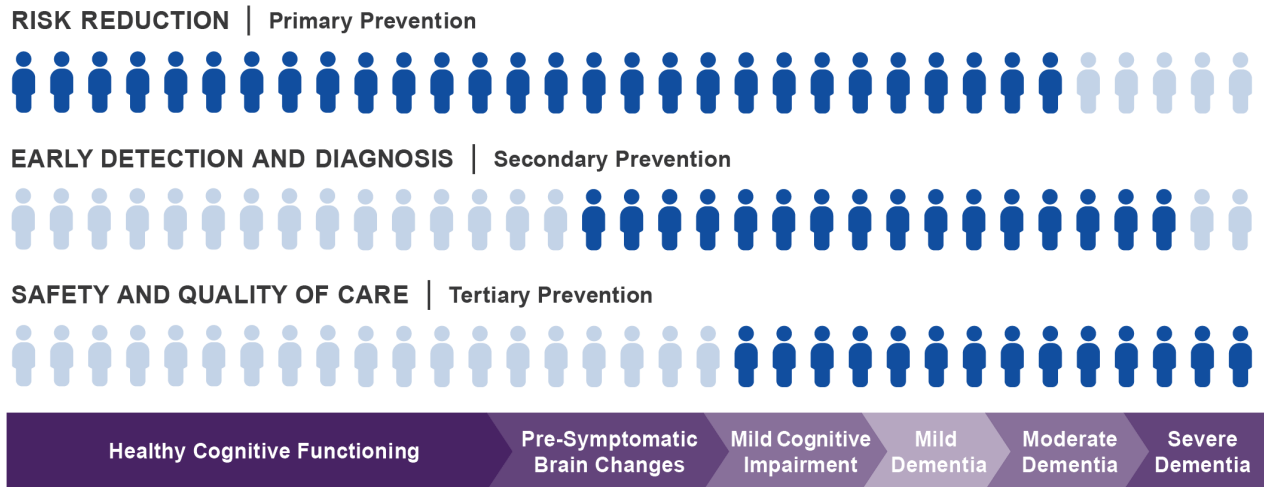 RISK REDUCTION | Primary Prevention
EARLY DETECTION AND DIAGNOSIS | Secondary Prevention
SAFETY AND QUALITY OF CARE | Tertiary Prevention
Healthy Cognitive Functioning
Pre-Symptomatic
Brain Changes
Mild Cognitive
Impairment
Mild
Dementia
Moderate
Dementia
Severe
Dementia